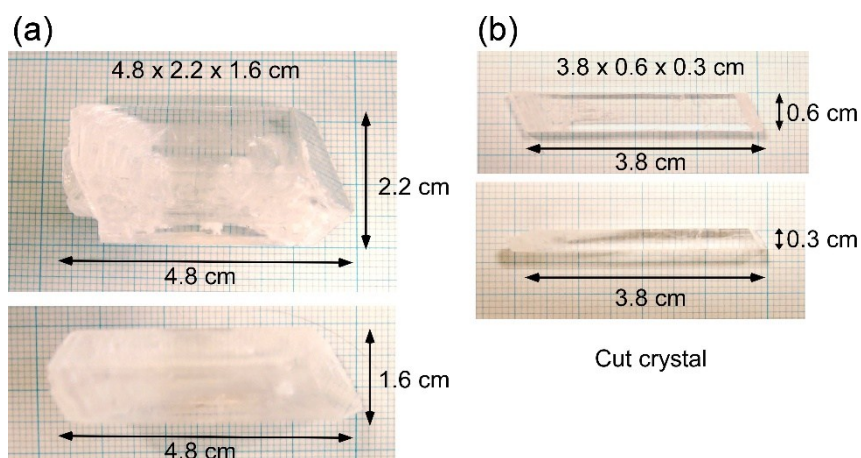 (a)
4.8 x 2.2 x 1.6 cm
2.2 cm
4.8 cm
1.6 cm
4.8 cm
(b)
3.8 x 0.6 x 0.3 cm
0.6 cm
3.8 cm
0.3 cm
3.8 cm
Cut crystal